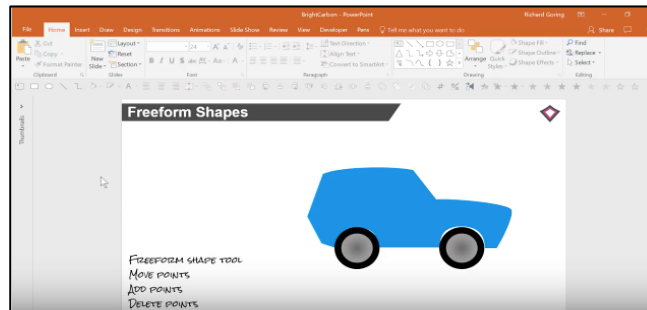 BrightCarbon - PowerPoint
Richard Goring
File Home Insert Draw Design Transitions Animations Slide Show Review View Developer Pens Tell me what you want to do Share
Cut
Copy
Format Painter
Paste
Clipboard
New
Slide
Layout
Reset
Section
Slides
24
B I U S
Font
Text Direction
Align Text
Convert to SmartArt
Paragraph
Arrange
Quick
Styles
Shape Fill
Shape Outline
Shape Effects
Drawing
Find
Replace
Select
Editing
Thumbnails
Freeform Shapes
FREEFORM SHAPE TOOL
MOVE POINTS
ADD POINTS
DELETE POINTS